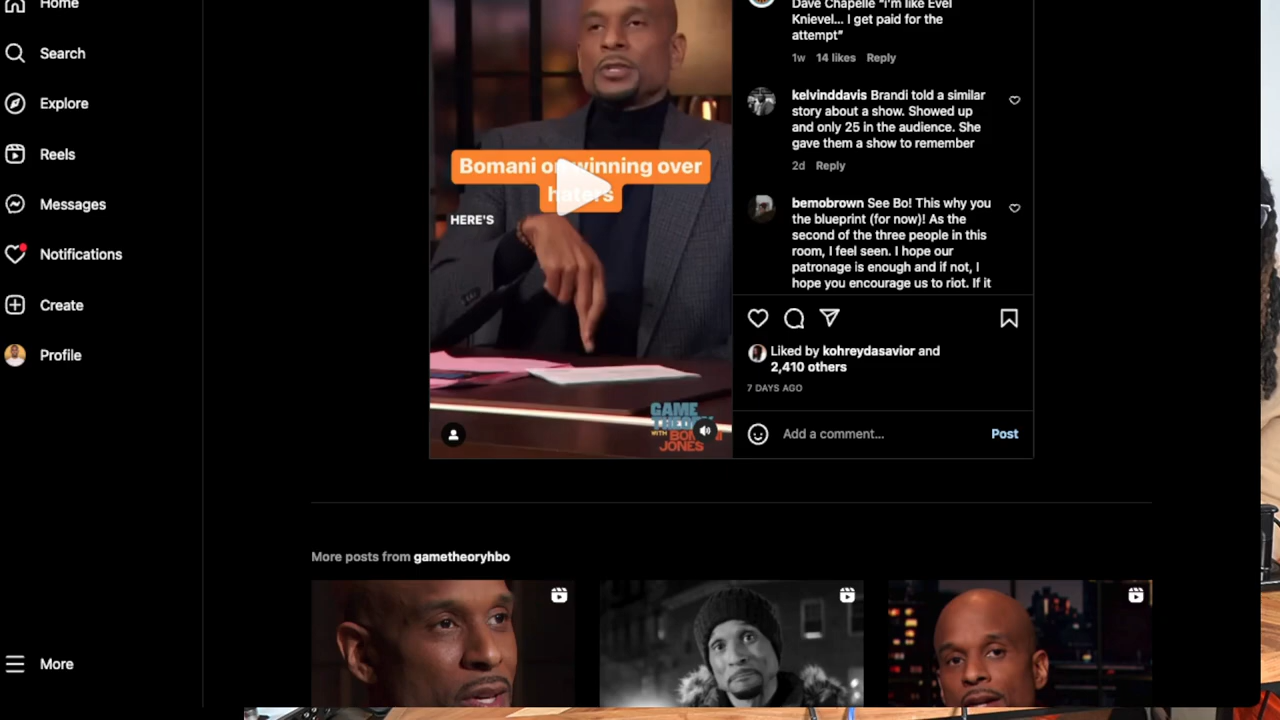 Home
Search
Explore
Reels
Messages
Notifications
Create
Profile
More
Bomani on winning over
haters
HERE'S
GAME
THEORY
WITH BOMANI
JONES
Dave Chapelle "I'm like Evel
Knievel... I get paid for the
attempt"
1w 14 likes Reply
kelvinddavis Brandi told a similar
story about a show. Showed up
and only 25 in the audience. She
gave them a show to remember
2d Reply
bemobrown See Bo! This why you
the blueprint (for now)! As the
second of the three people in this
room, I feel seen. I hope our
patronage is enough and if not, I
hope you encourage us to riot. If it
Liked by kohreydasavior and
2,410 others
7 DAYS AGO
Add a comment... Post
More posts from gametheoryhbo